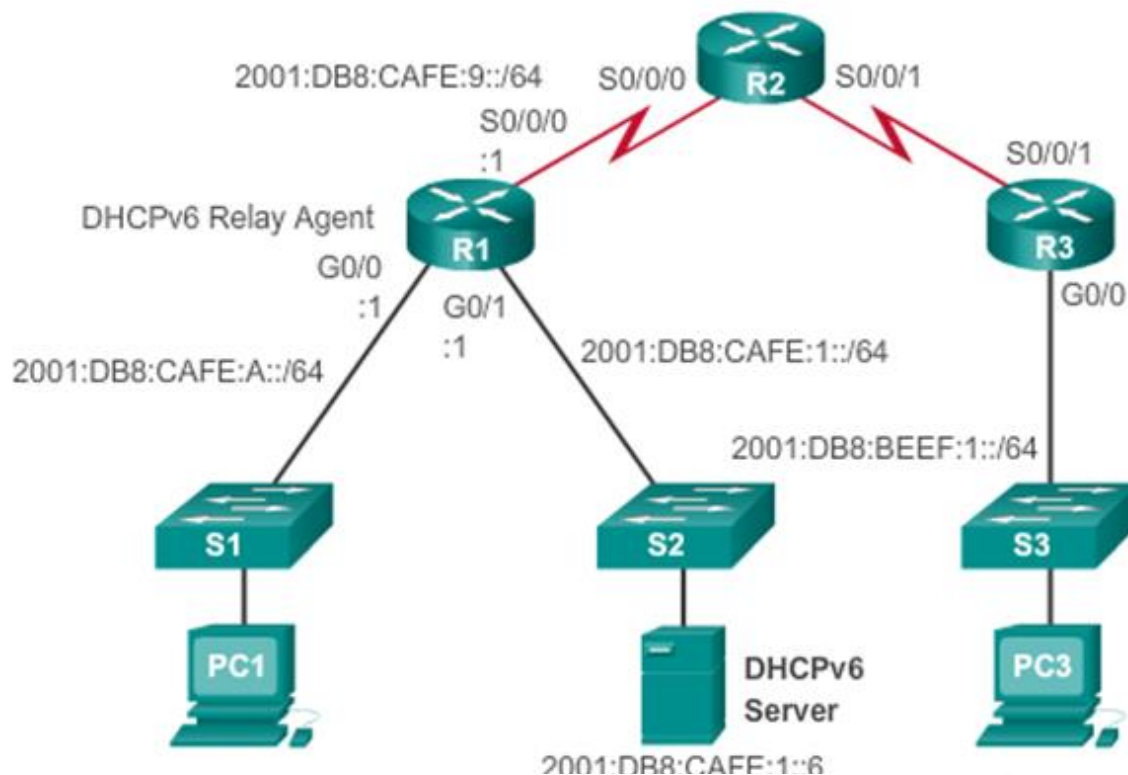 R2
2001:DB8:CAFE:9::/64
S0/0/0
S0/0/1
S0/0/0
:1
S0/0/1
DHCPv6 Relay Agent
R1
R3
G0/0
:1
G0/1
:1
G0/0
2001:DB8:CAFE:A::/64
2001:DB8:CAFE:1::/64
2001:DB8:BEEF:1::/64
S1
S2
S3
PC1
DHCPv6
Server
PC3
2001:DB8:CAFE:1::6